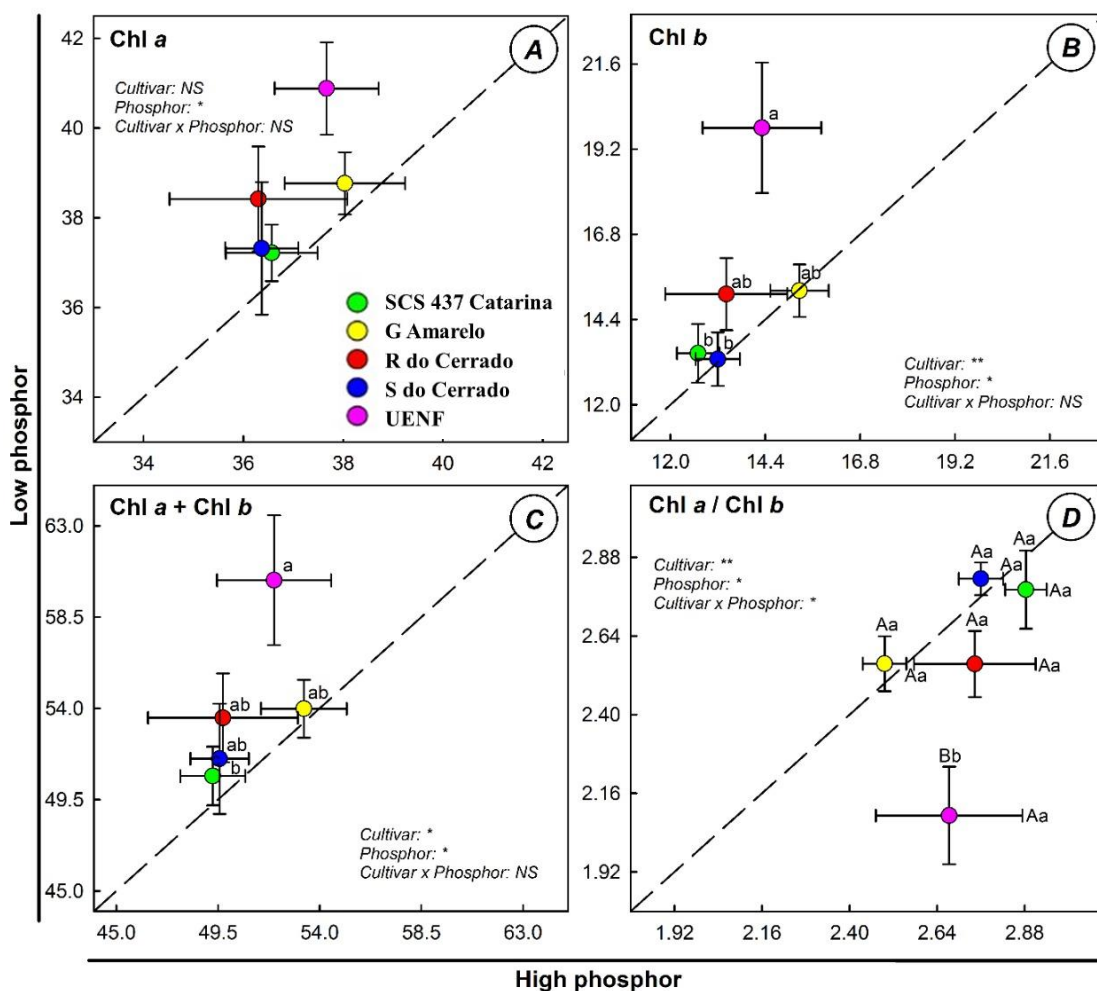 Low phosphor
High phosphor
Chl a
A
Cultivar: NS
Phosphor: *
Cultivar x Phosphor: NS
SCS 437 Catarina
G Amarelo
R do Cerrado
S do Cerrado
UENF
42
40
38
36
34
34 36 38 40 42
Chl b
B
a
ab ab
b b
Cultivar: **
Phosphor: *
Cultivar x Phosphor: NS
21.6
19.2
16.8
14.4
12.0
12.0 14.4 16.8 19.2 21.6
Chl a + Chl b
C
a
ab ab
ab
b
Cultivar: *
Phosphor: *
Cultivar x Phosphor: NS
63.0
58.5
54.0
49.5
45.0
45.0 49.5 54.0 58.5 63.0
Chl a / Chl b
D
Cultivar: **
Phosphor: *
Cultivar x Phosphor: *
Aa
Aa Aa
Aa
Aa Aa
Aa Aa
Bb
Aa
2.88
2.64
2.40
2.16
1.92
1.92 2.16 2.40 2.64 2.88